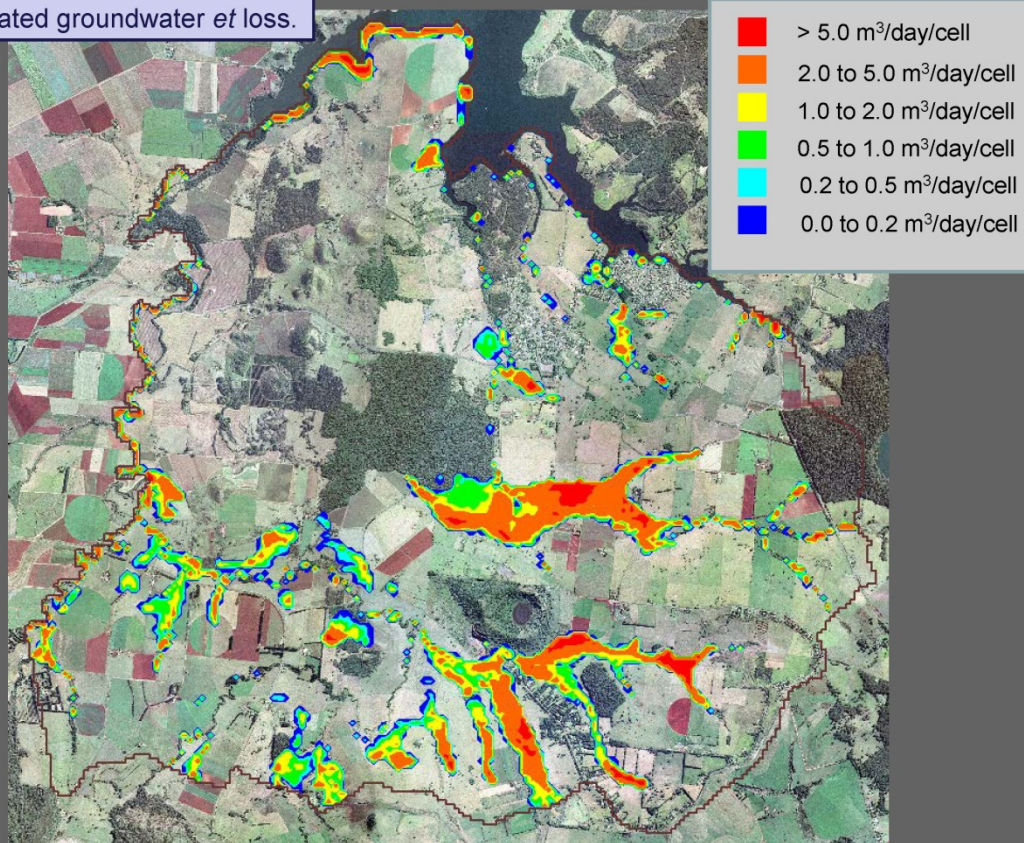 groundwater et loss.
> 5.0 m³/day/cell
2.0 to 5.0 m³/day/cell
1.0 to 2.0 m³/day/cell
0.5 to 1.0 m³/day/cell
0.2 to 0.5 m³/day/cell
0.0 to 0.2 m³/day/cell